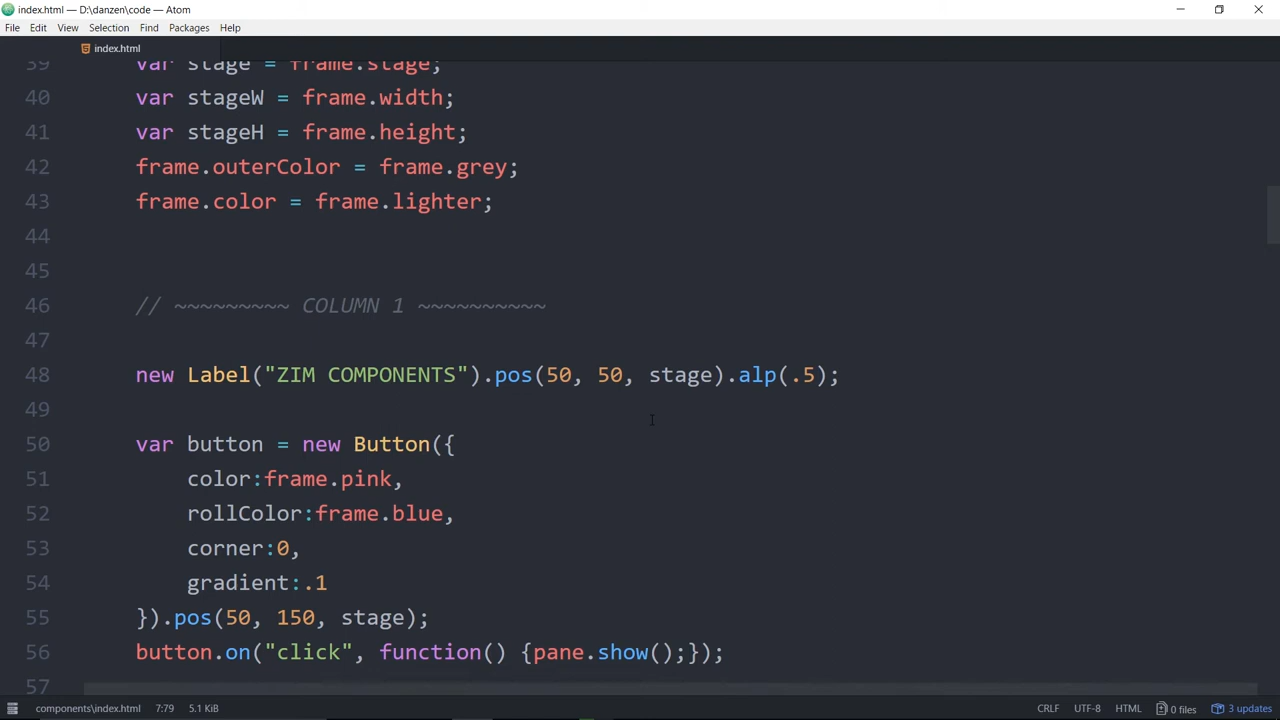 index.html — D:\danzen\code — Atom
File Edit View Selection Find Packages Help
index.html
39 var stage = frame.stage;
40 var stageW = frame.width;
41 var stageH = frame.height;
42 frame.outerColor = frame.grey;
43 frame.color = frame.lighter;
44
45
46 // ~~~~~~~~~ COLUMN 1 ~~~~~~~~~~
47
48 new Label("ZIM COMPONENTS").pos(50, 50, stage).alp(.5);
49
50 var button = new Button({
51 color:frame.pink,
52 rollColor:frame.blue,
53 corner:0,
54 gradient:.1
55 }).pos(50, 150, stage);
56 button.on("click", function() {pane.show();});
57
components\index.html 7:79 5.1 KiB CRLF UTF-8 HTML 0 files 3 updates